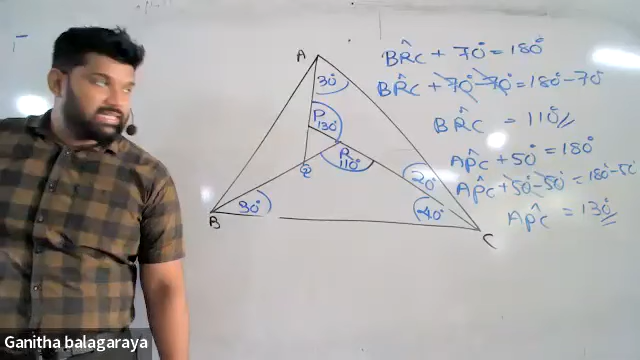 A
30°
P
130°
R
110°
Q
20°
30°
40°
B
C
BR̂C + 70° = 180°
BR̂C + 70° - 70° = 180° - 70°
BR̂C = 110°
AP̂C + 50° = 180°
AP̂C + 50° - 50° = 180° - 50
AP̂C = 130°
Ganitha balagaraya